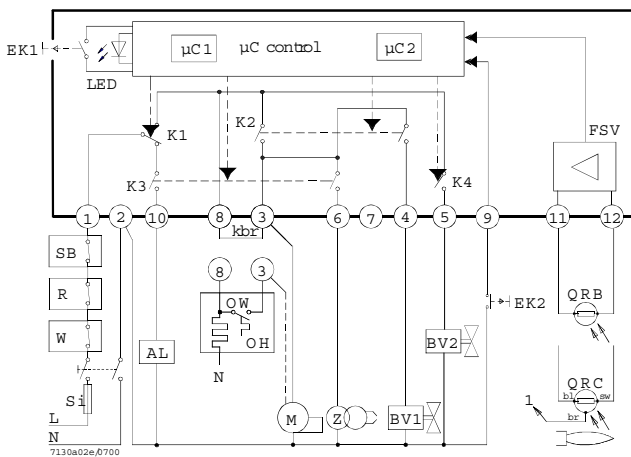 µC1 µC control µC2
EK1
LED
FSV
K1 K2
K3 K4
1 2 10 8 3 6 7 4 5 9 11 12
kbr
SB
8 3
QRB
EK2
R
OW
W
OH
AL
BV2
N
QRC
bl sw
Si
1
br
L
M Z BV1
N
7130a02e/0700